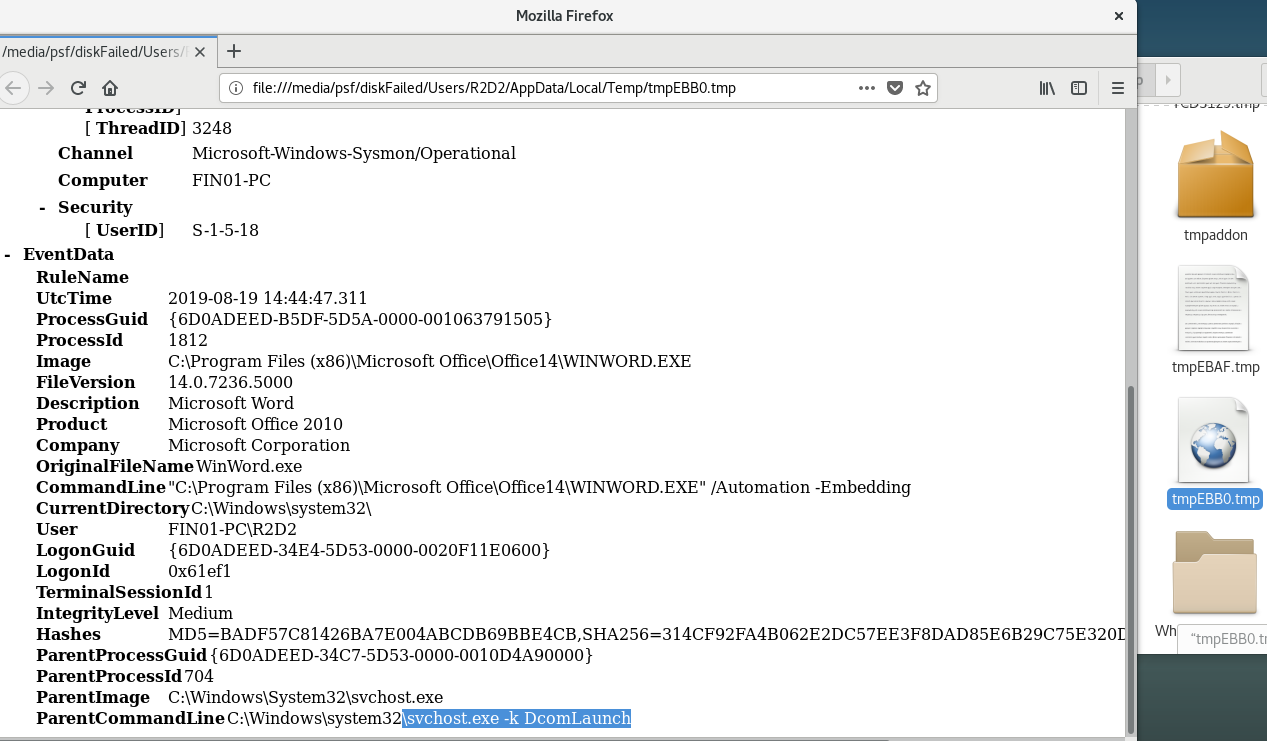 Mozilla Firefox
/media/psf/diskFailed/Users/
file:///media/psf/diskFailed/Users/R2D2/AppData/Local/Temp/tmpEBB0.tmp
ProcessID]
[ ThreadID] 3248
Channel Microsoft-Windows-Sysmon/Operational
Computer FIN01-PC
- Security
[ UserID] S-1-5-18
- EventData
RuleName
UtcTime 2019-08-19 14:44:47.311
ProcessGuid {6D0ADEED-B5DF-5D5A-0000-001063791505}
ProcessId 1812
Image C:\Program Files (x86)\Microsoft Office\Office14\WINWORD.EXE
FileVersion 14.0.7236.5000
Description Microsoft Word
Product Microsoft Office 2010
Company Microsoft Corporation
OriginalFileName WinWord.exe
CommandLine "C:\Program Files (x86)\Microsoft Office\Office14\WINWORD.EXE" /Automation -Embedding
CurrentDirectory C:\Windows\system32\
User FIN01-PC\R2D2
LogonGuid {6D0ADEED-34E4-5D53-0000-0020F11E0600}
LogonId 0x61ef1
TerminalSessionId 1
IntegrityLevel Medium
Hashes MD5=BADF57C81426BA7E004ABCDB69BBE4CB,SHA256=314CF92FA4B062E2DC57EE3F8DAD85E6B29C75E320D
ParentProcessGuid {6D0ADEED-34C7-5D53-0000-0010D4A90000}
ParentProcessId 704
ParentImage C:\Windows\System32\svchost.exe
ParentCommandLine C:\Windows\system32\svchost.exe -k DcomLaunch
tmpaddon
tmpEBAF.tmp
tmpEBB0.tmp
Wh
"tmpEBB0.tm